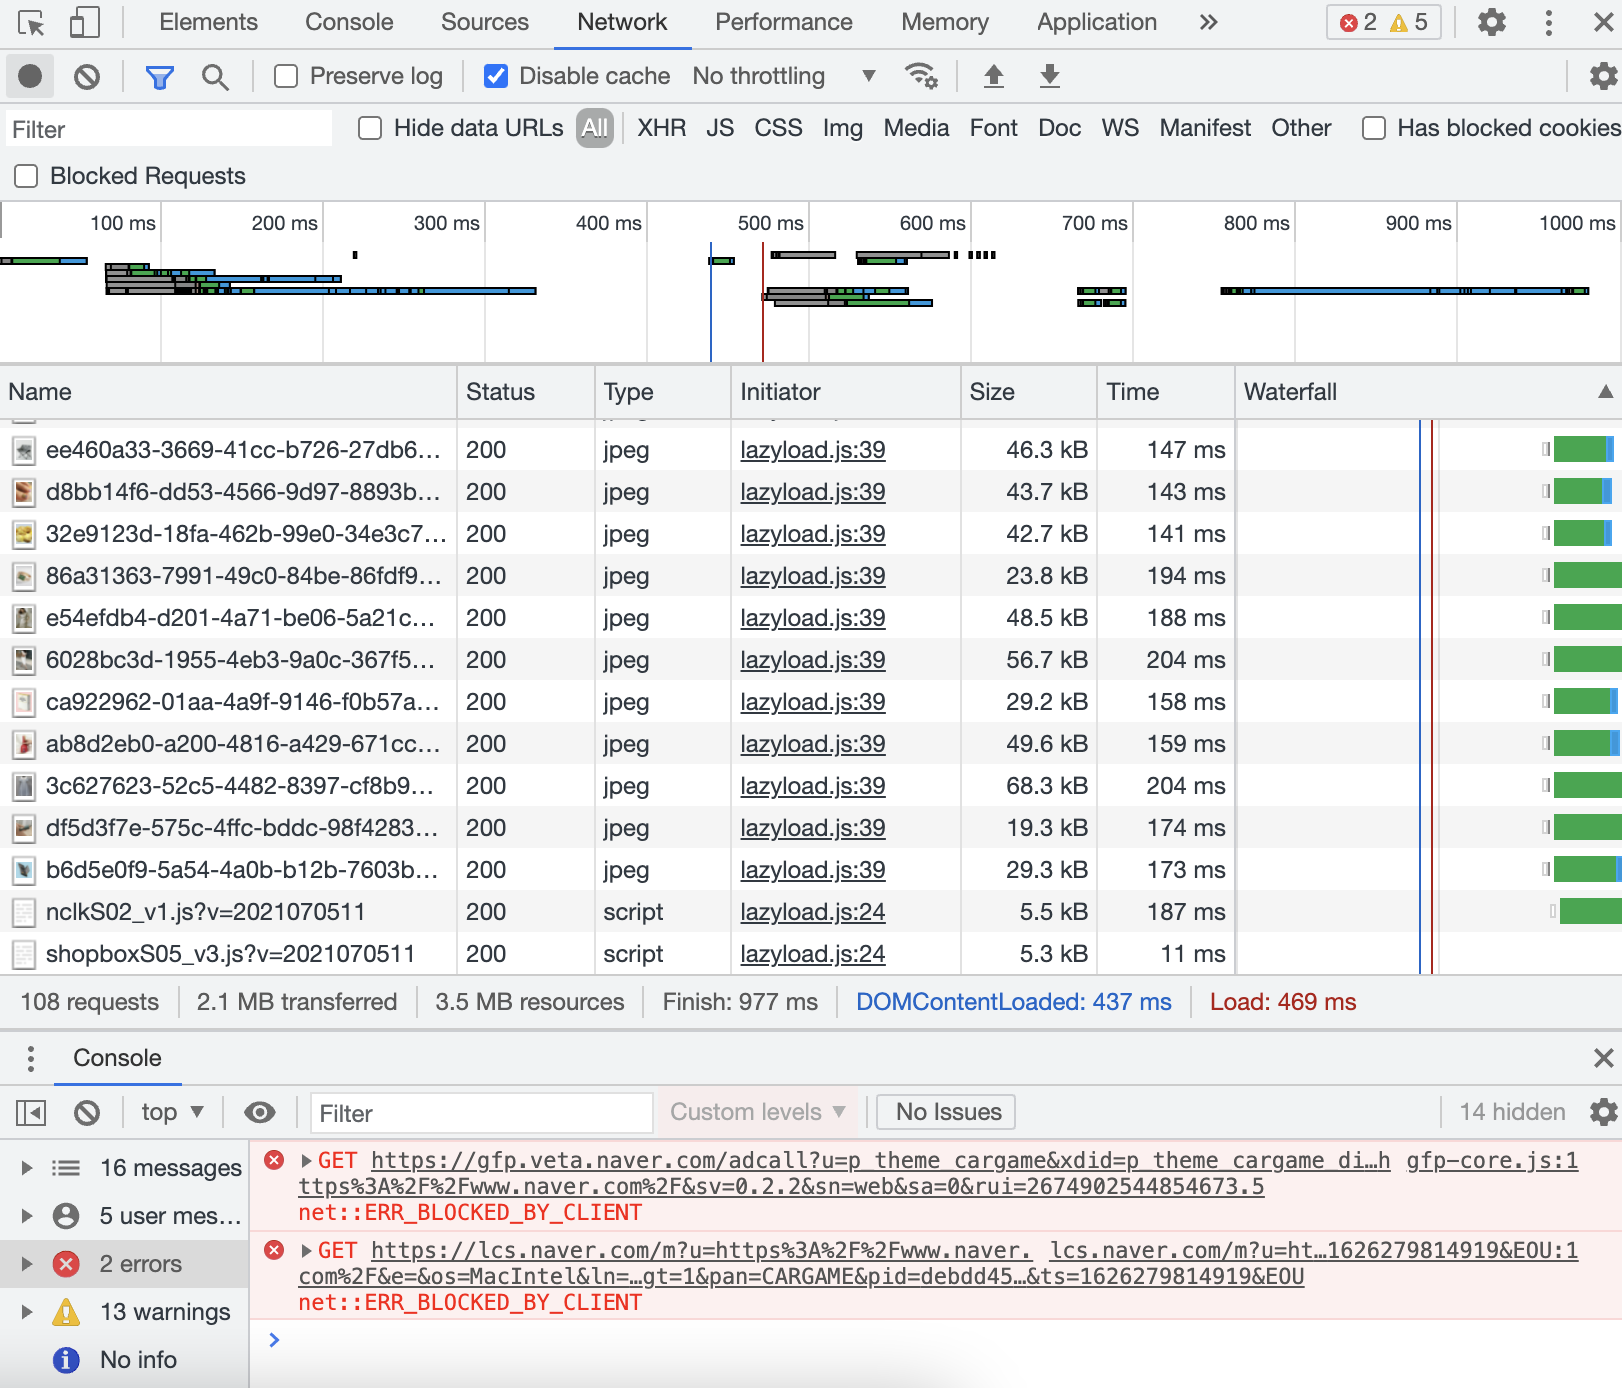 Elements Console Sources Network Performance Memory Application » 2 5
Preserve log Disable cache No throttling
Filter Hide data URLs All XHR JS CSS Img Media Font Doc WS Manifest Other Has blocked cookies
Blocked Requests
100 ms 200 ms 300 ms 400 ms 500 ms 600 ms 700 ms 800 ms 900 ms 1000 ms
Name Status Type Initiator Size Time Waterfall
ee460a33-3669-41cc-b726-27db6... 200 jpeg lazyload.js:39 46.3 kB 147 ms
d8bb14f6-dd53-4566-9d97-8893b... 200 jpeg lazyload.js:39 43.7 kB 143 ms
32e9123d-18fa-462b-99e0-34e3c7... 200 jpeg lazyload.js:39 42.7 kB 141 ms
86a31363-7991-49c0-84be-86fdf9... 200 jpeg lazyload.js:39 23.8 kB 194 ms
e54efdb4-d201-4a71-be06-5a21c... 200 jpeg lazyload.js:39 48.5 kB 188 ms
6028bc3d-1955-4eb3-9a0c-367f5... 200 jpeg lazyload.js:39 56.7 kB 204 ms
ca922962-01aa-4a9f-9146-f0b57a... 200 jpeg lazyload.js:39 29.2 kB 158 ms
ab8d2eb0-a200-4816-a429-671cc... 200 jpeg lazyload.js:39 49.6 kB 159 ms
3c627623-52c5-4482-8397-cf8b9... 200 jpeg lazyload.js:39 68.3 kB 204 ms
df5d3f7e-575c-4ffc-bddc-98f4283... 200 jpeg lazyload.js:39 19.3 kB 174 ms
b6d5e0f9-5a54-4a0b-b12b-7603b... 200 jpeg lazyload.js:39 29.3 kB 173 ms
nclkS02_v1.js?v=2021070511 200 script lazyload.js:24 5.5 kB 187 ms
shopboxS05_v3.js?v=2021070511 200 script lazyload.js:24 5.3 kB 11 ms
108 requests 2.1 MB transferred 3.5 MB resources Finish: 977 ms DOMContentLoaded: 437 ms Load: 469 ms
Console
top Filter Custom levels No Issues 14 hidden
16 messages
5 user mes...
2 errors
13 warnings
No info
GET https://gfp.veta.naver.com/adcall?u=p_theme_cargame&xdid=p_theme_cargame_di…h gfp-core.js:1
ttps%3A%2F%2Fwww.naver.com%2F&sv=0.2.2&sn=web&sa=0&rui=2674902544854673.5
net::ERR_BLOCKED_BY_CLIENT
GET https://lcs.naver.com/m?u=https%3A%2F%2Fwww.naver. lcs.naver.com/m?u=ht…1626279814919&EOU:1
com%2F&e=&os=MacIntel&ln=…gt=1&pan=CARGAME&pid=debdd45…&ts=1626279814919&EOU
net::ERR_BLOCKED_BY_CLIENT